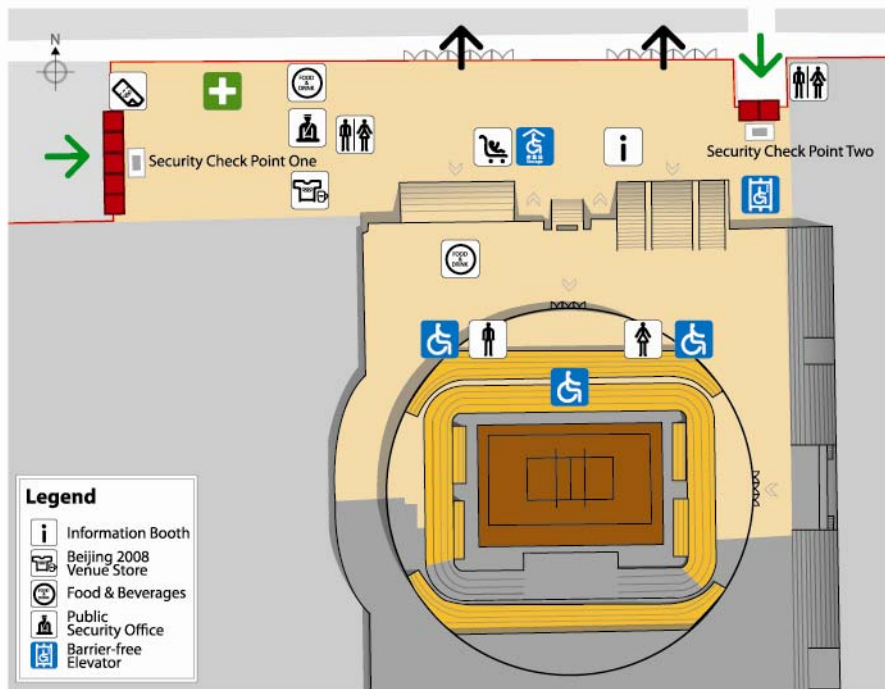 N
FOOD
&
DRINK
Security Check Point One
Security Check Point Two
i
FOOD
&
DRINK
Legend
i
Information Booth
Beijing 2008
Venue Store
Food & Beverages
Public
Security Office
Barrier-free
Elevator